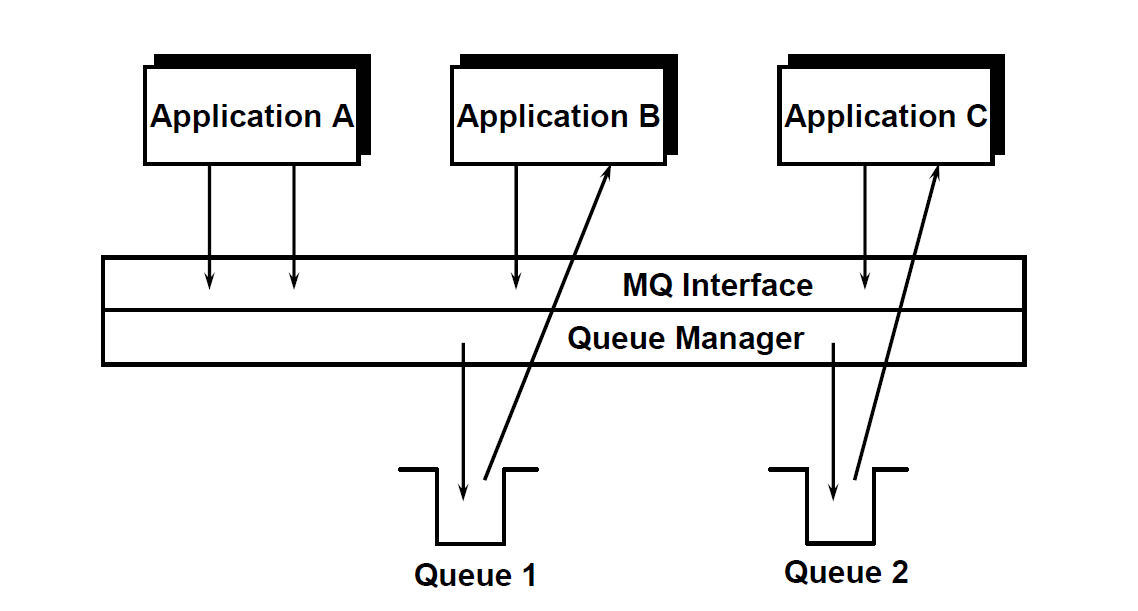 Application A
Application B
Application C
MQ Interface
Queue Manager
Queue 1
Queue 2